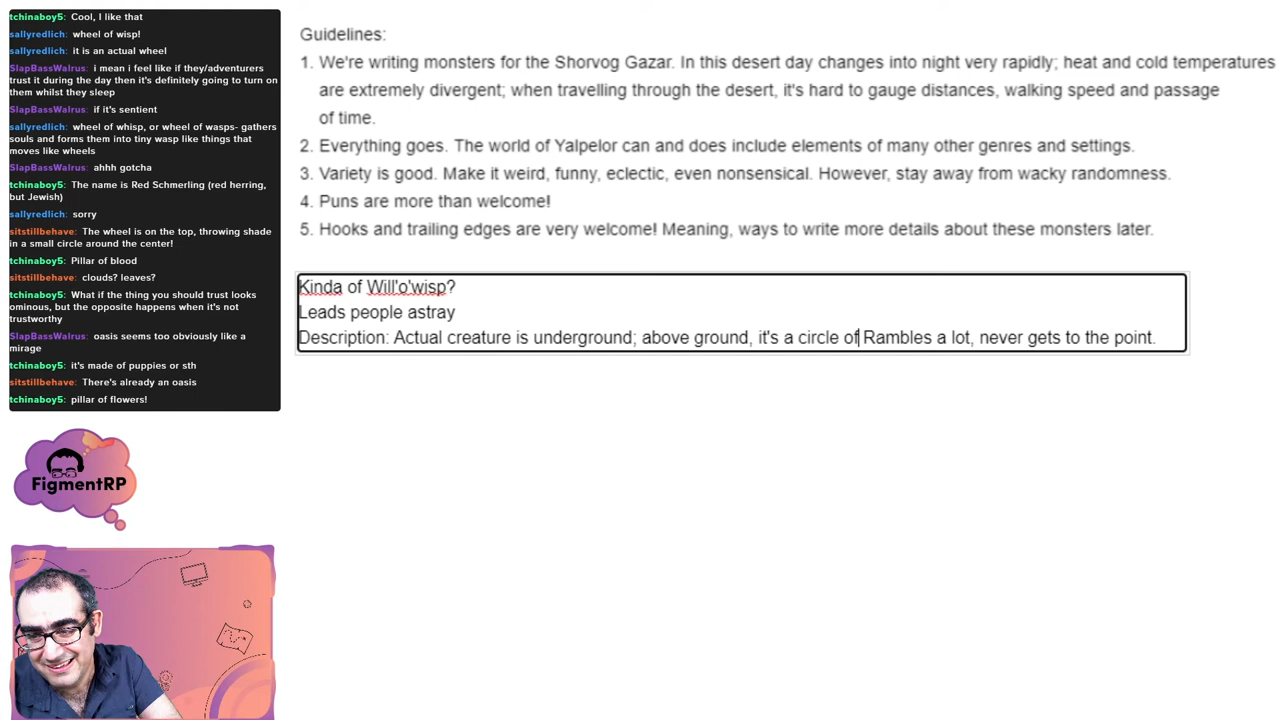 tchinaboy5: Cool, I like that
sallyredlich: wheel of wisp!
sallyredlich: it is an actual wheel
SlapBassWalrus: i mean i feel like if they/adventurers
trust it during the day then it's definitely going to turn on
them whilst they sleep
SlapBassWalrus: if it's sentient
sallyredlich: wheel of whisp, or wheel of wasps- gathers
souls and forms them into tiny wasp like things that
moves like wheels
SlapBassWalrus: ahhh gotcha
tchinaboy5: The name is Red Schmerling (red herring,
but Jewish)
sallyredlich: sorry
sitstillbehave: The wheel is on the top, throwing shade
in a small circle around the center!
tchinaboy5: Pillar of blood
sitstillbehave: clouds? leaves?
tchinaboy5: What if the thing you should trust looks
ominous, but the opposite happens when it's not
trustworthy
SlapBassWalrus: oasis seems too obviously like a
mirage
tchinaboy5: it's made of puppies or sth
sitstillbehave: There's already an oasis
tchinaboy5: pillar of flowers!
FigmentRP
Guidelines:
1. We're writing monsters for the Shorvog Gazar. In this desert day changes into night very rapidly; heat and cold temperatures
are extremely divergent; when travelling through the desert, it's hard to gauge distances, walking speed and passage
of time.
2. Everything goes. The world of Yalpelor can and does include elements of many other genres and settings.
3. Variety is good. Make it weird, funny, eclectic, even nonsensical. However, stay away from wacky randomness.
4. Puns are more than welcome!
5. Hooks and trailing edges are very welcome! Meaning, ways to write more details about these monsters later.
Kinda of Will'o'wisp?
Leads people astray
Description: Actual creature is underground; above ground, it's a circle of Rambles a lot, never gets to the point.